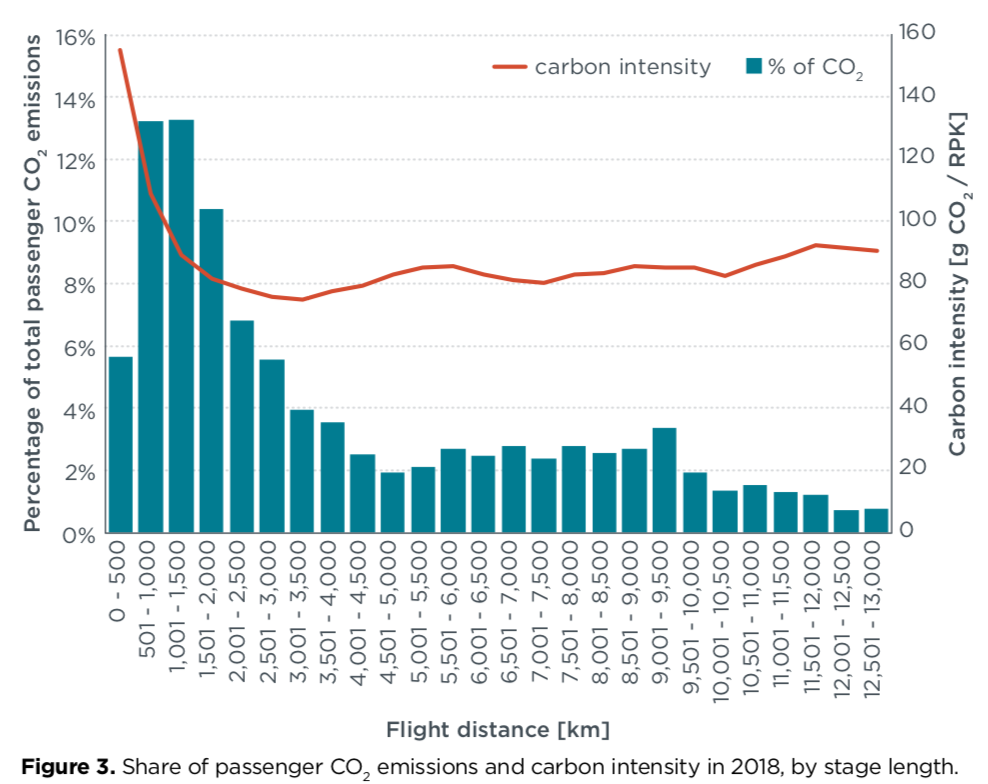 Percentage of total passenger CO₂ emissions
16%
14%
12%
10%
8%
6%
4%
2%
0%
carbon intensity
% of CO₂
160
140
120
100
80
60
40
20
0
Carbon intensity [g CO₂ / RPK]
0 - 500
501 - 1,000
1,001 - 1,500
1,501 - 2,000
2,001 - 2,500
2,501 - 3,000
3,001 - 3,500
3,501 - 4,000
4,001 - 4,500
4,501 - 5,000
5,001 - 5,500
5,501 - 6,000
6,001 - 6,500
6,501 - 7,000
7,001 - 7,500
7,501 - 8,000
8,001 - 8,500
8,501 - 9,000
9,001 - 9,500
9,501 - 10,000
10,001 - 10,500
10,501 - 11,000
11,001 - 11,500
11,501 - 12,000
12,001 - 12,500
12,501 - 13,000
Flight distance [km]
Figure 3. Share of passenger CO₂ emissions and carbon intensity in 2018, by stage length.